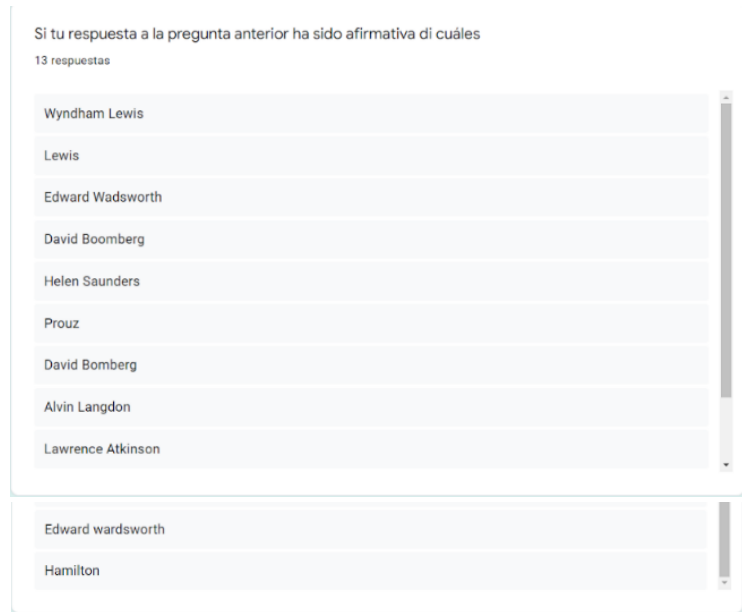 Si tu respuesta a la pregunta anterior ha sido afirmativa di cuáles
13 respuestas
Wyndham Lewis
Lewis
Edward Wadsworth
David Boomberg
Helen Saunders
Prouz
David Bomberg
Alvin Langdon
Lawrence Atkinson
Edward wardsworth
Hamilton